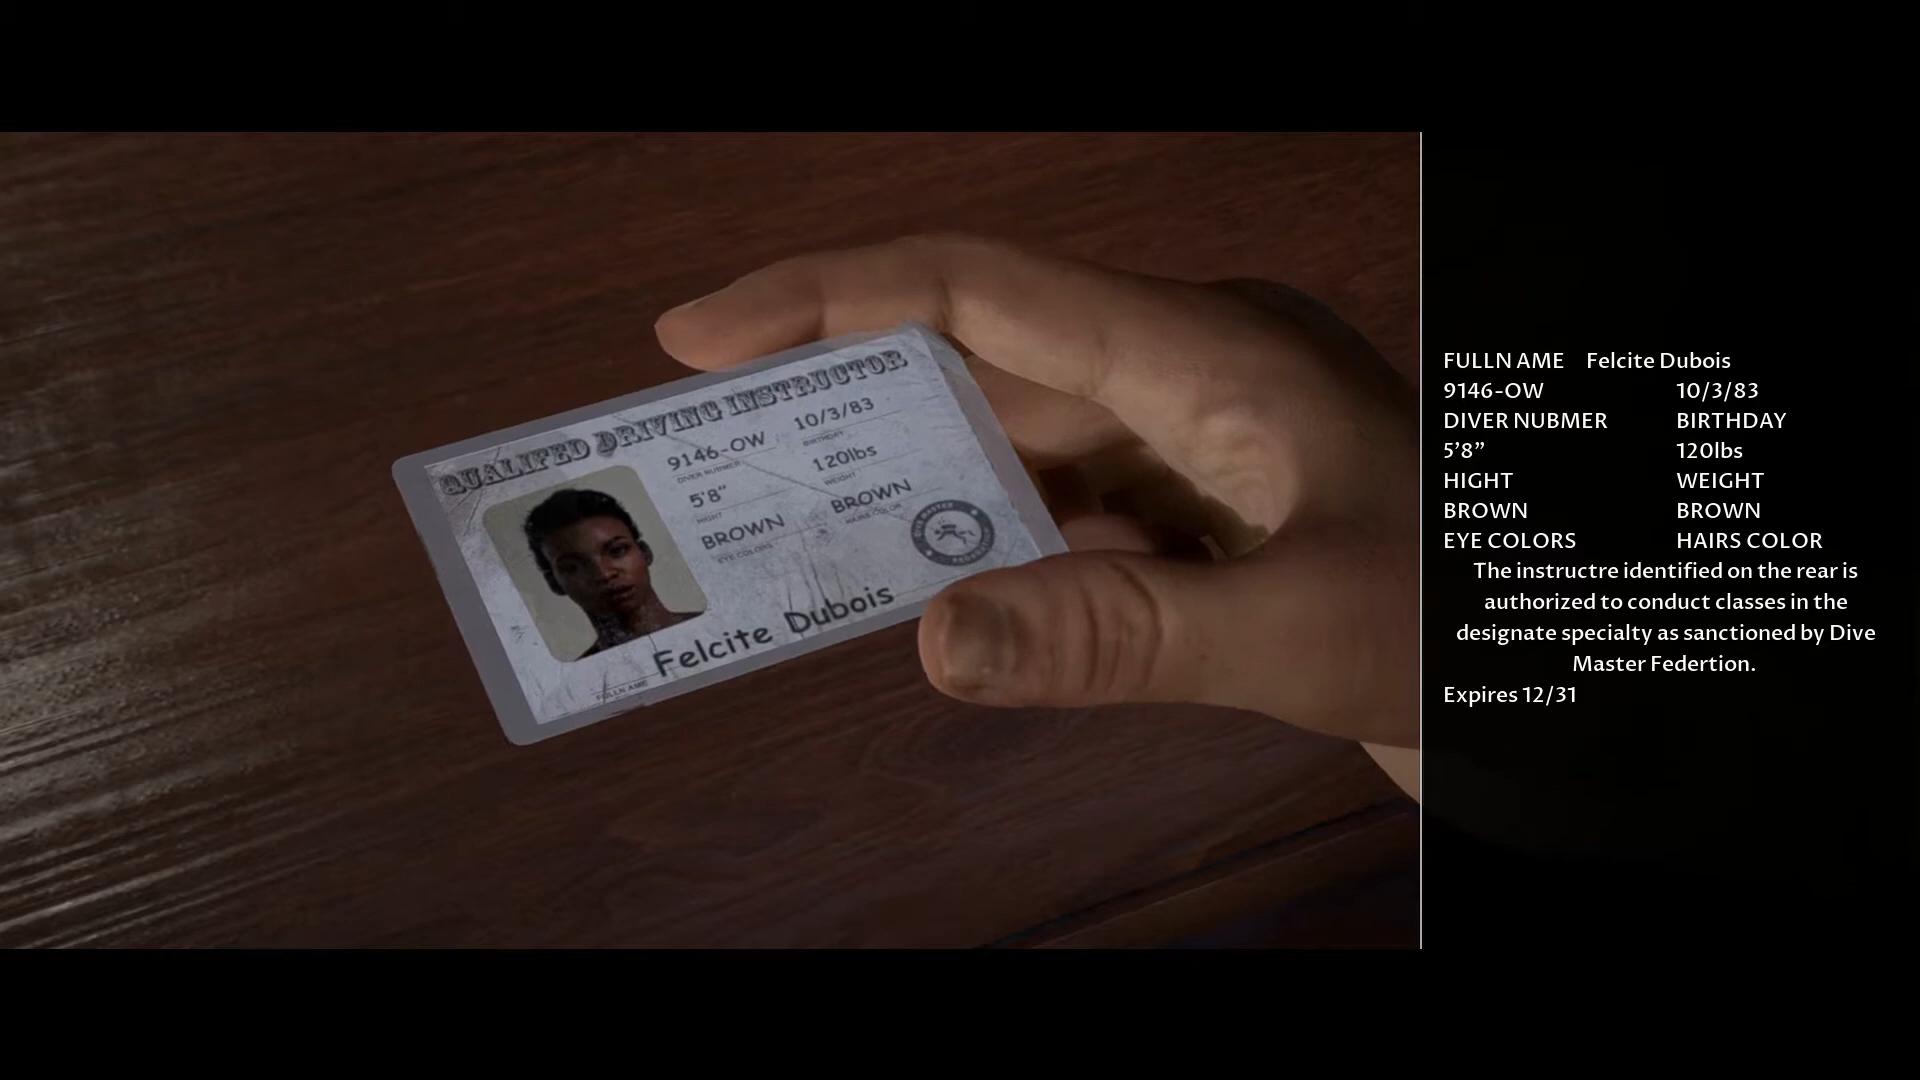 QUALIFED DRIVING INSTRUCTOR
9146-OW 10/3/83
DIVER NUBMER BIRTHDAY
5'8" 120lbs
HIGHT WEIGHT
BROWN BROWN
EYE COLORS HAIRS COLOR
DIVE MASTER
FULLN AME Felcite Dubois
FULLN AME Felcite Dubois
9146-OW 10/3/83
DIVER NUBMER BIRTHDAY
5’8” 120lbs
HIGHT WEIGHT
BROWN BROWN
EYE COLORS HAIRS COLOR
The instructre identified on the rear is
authorized to conduct classes in the
designate specialty as sanctioned by Dive
Master Federtion.
Expires 12/31